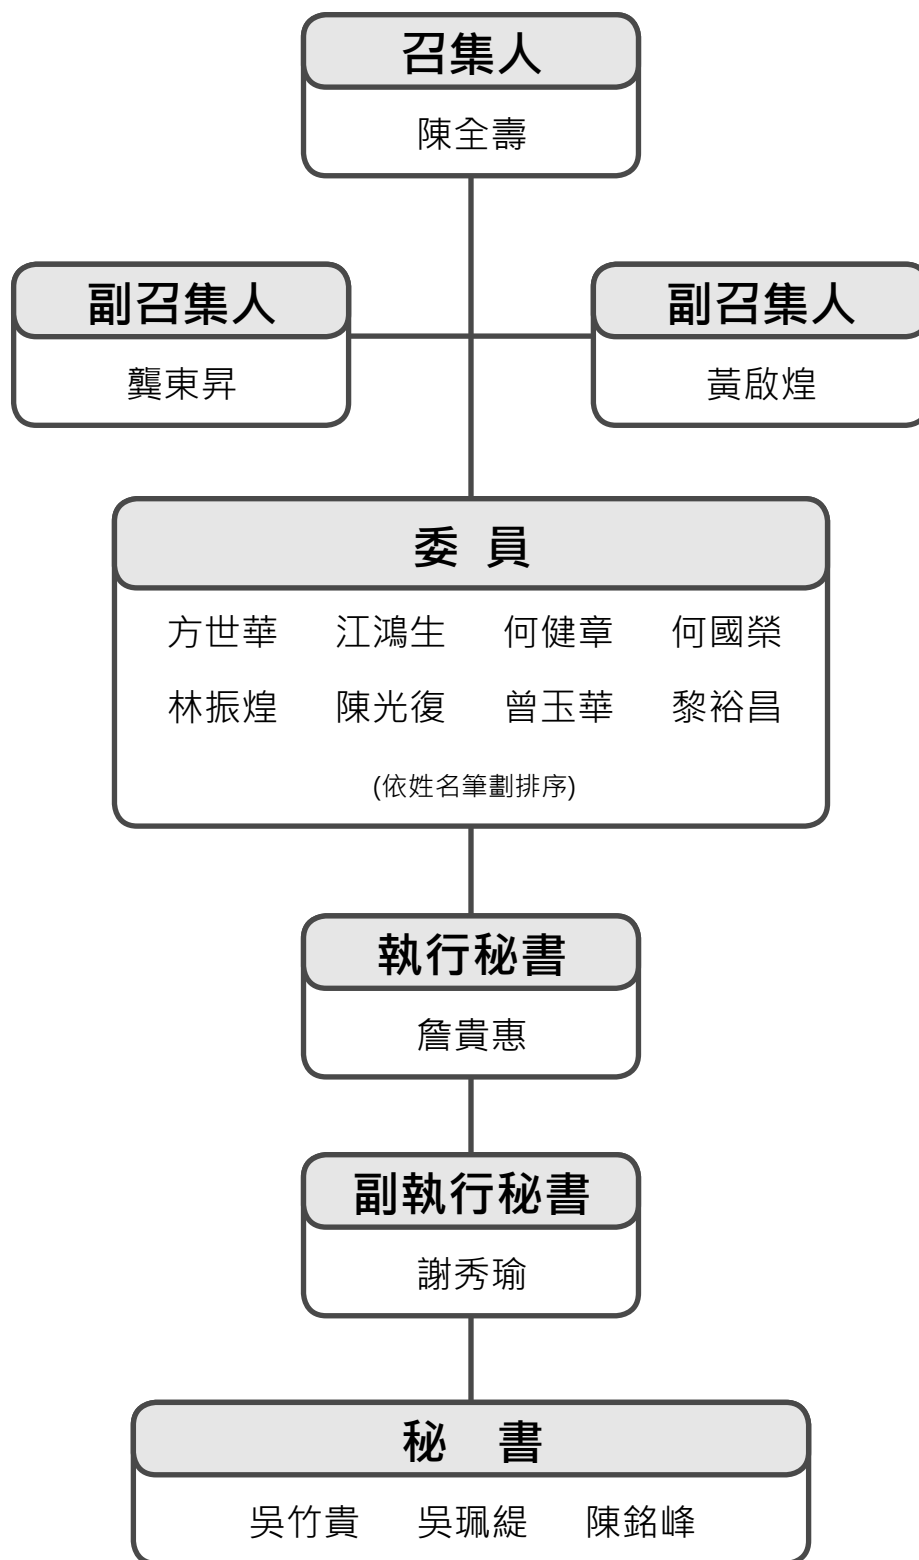 召集人
陳全壽
副召集人 副召集人
龔東昇 黃啟煌
委 員
方世華 江鴻生 何健章 何國榮
林振煌 陳光復 曾玉華 黎裕昌
(依姓名筆劃排序)
執行秘書
詹貴惠
副執行秘書
謝秀瑜
秘 書
吳竹貴 吳珮緹 陳銘峰